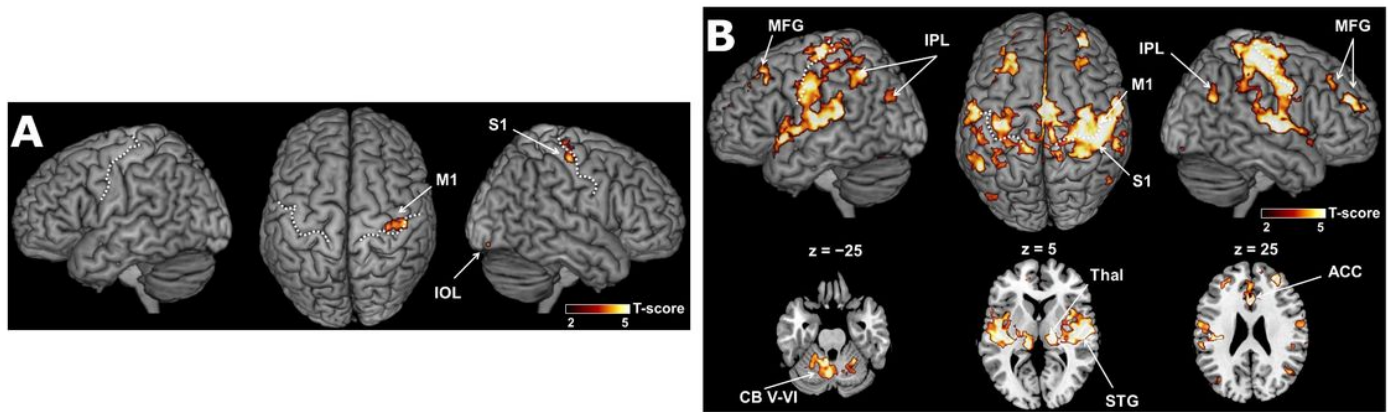 A
S1
M1
IOL
T-score
2 5
B
MFG
IPL
IPL
MFG
M1
S1
T-score
2 5
z = −25
z = 5
z = 25
Thal
ACC
CB V-VI
STG